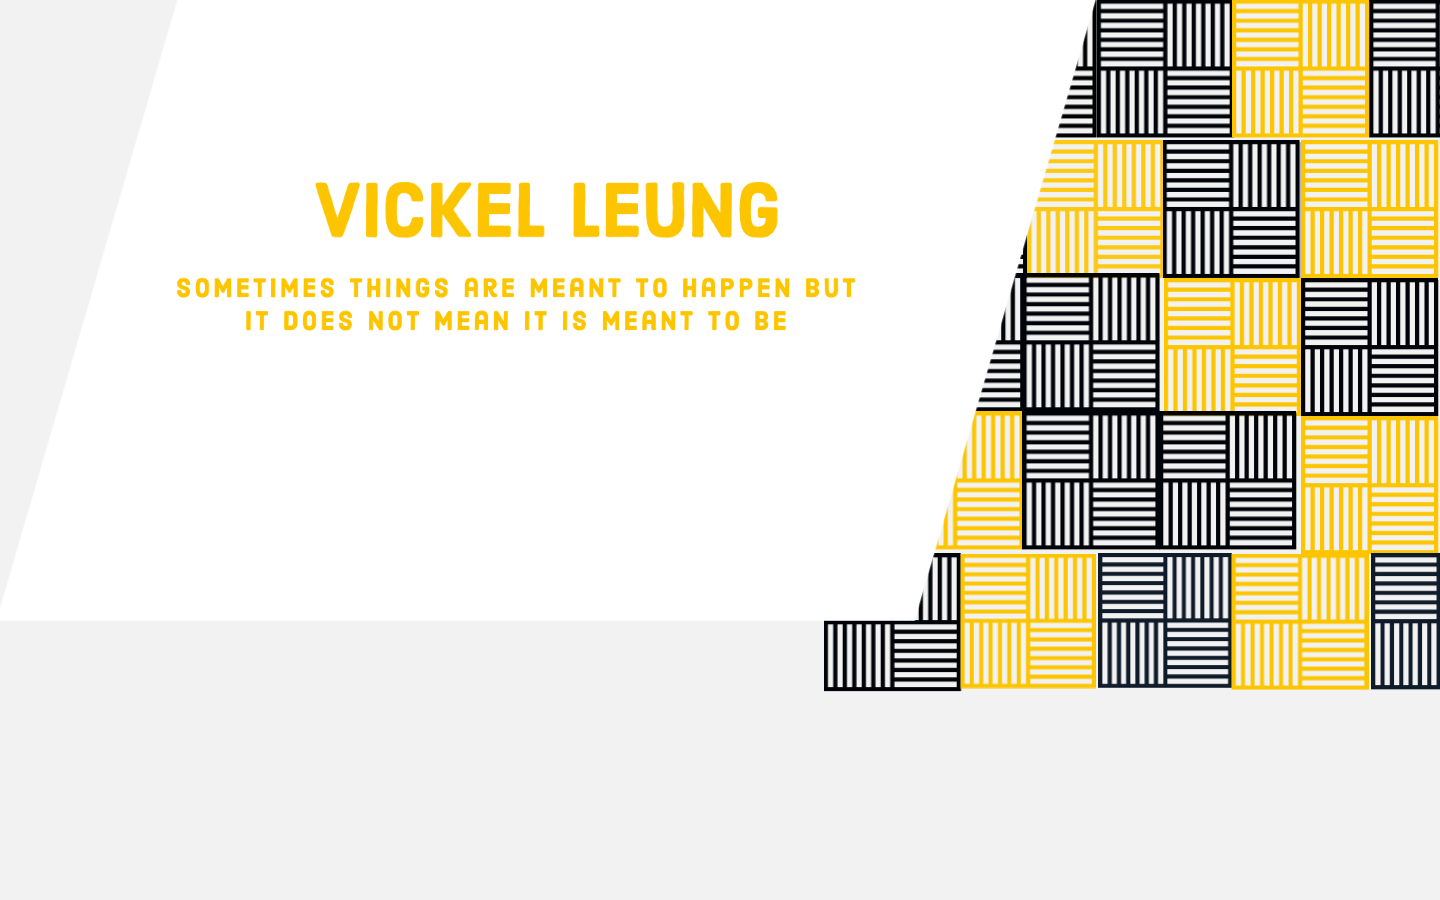 VICKEL LEUNG
SOMETIMES THINGS ARE MEANT TO HAPPEN BUT
IT DOES NOT MEAN IT IS MEANT TO BE